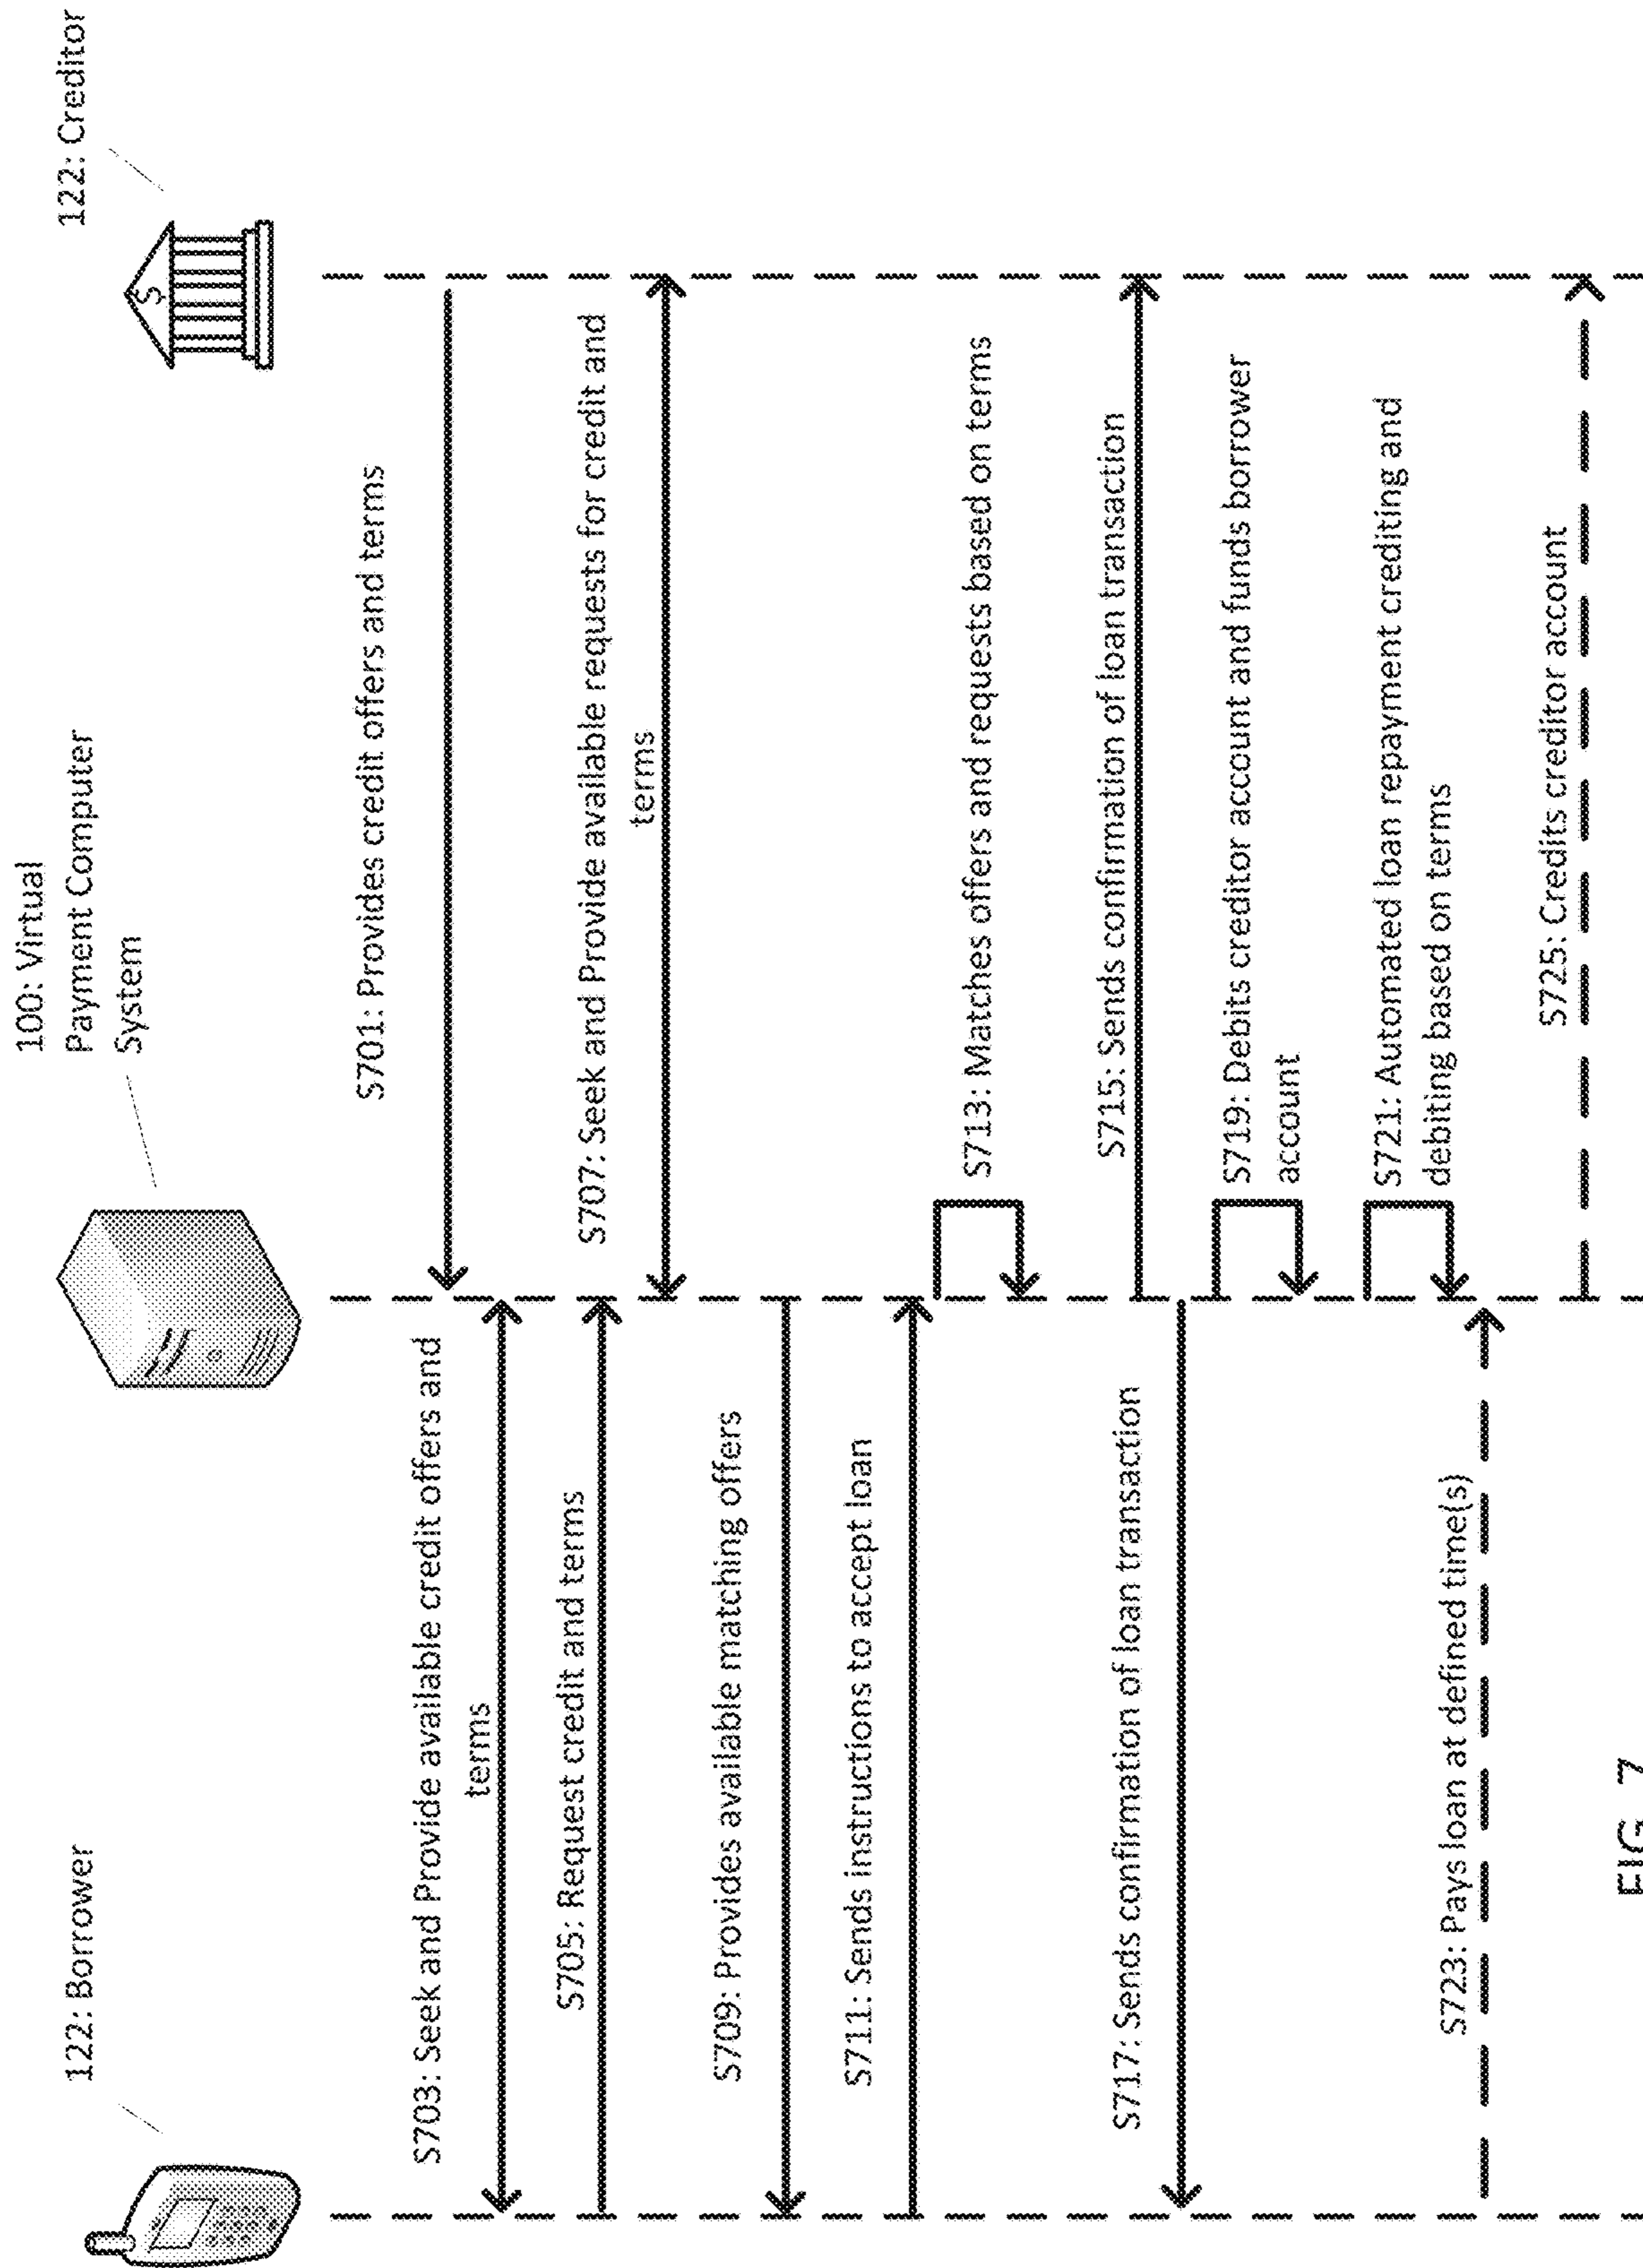 122: Borrower
100: Virtual
Payment Computer
System
122: Creditor
$
S701: Provides credit offers and terms
S703: Seek and Provide available credit offers and
terms
S705: Request credit and terms
S707: Seek and Provide available requests for credit and
terms
S709: Provides available matching offers
S711: Sends instructions to accept loan
S713: Matches offers and requests based on terms
S715: Sends confirmation of loan transaction
S717: Sends confirmation of loan transaction
S719: Debits creditor account and funds borrower
account
S721: Automated loan repayment crediting and
debiting based on terms
S723: Pays loan at defined time(s)
S725: Credits creditor account
FIG. 7